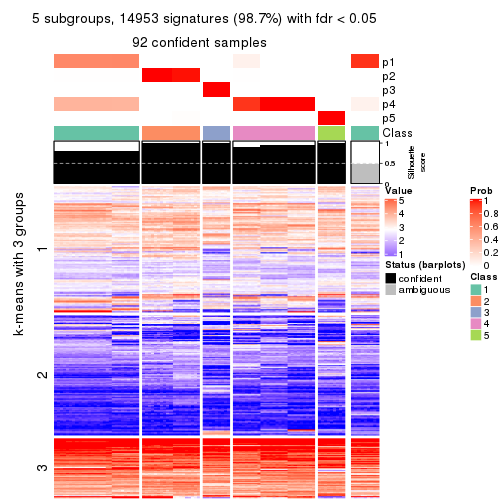 5 subgroups, 14953 signatures (98.7%) with fdr < 0.05
92 confident samples
p1
p2
p3
p4
p5
Class
1
0.5
0
Silhouette
score
k-means with 3 groups
1
2
3
Value
5
4
3
2
1
Status (barplots)
confident
ambiguous
Prob
1
0.8
0.6
0.4
0.2
0
Class
1
2
3
4
5